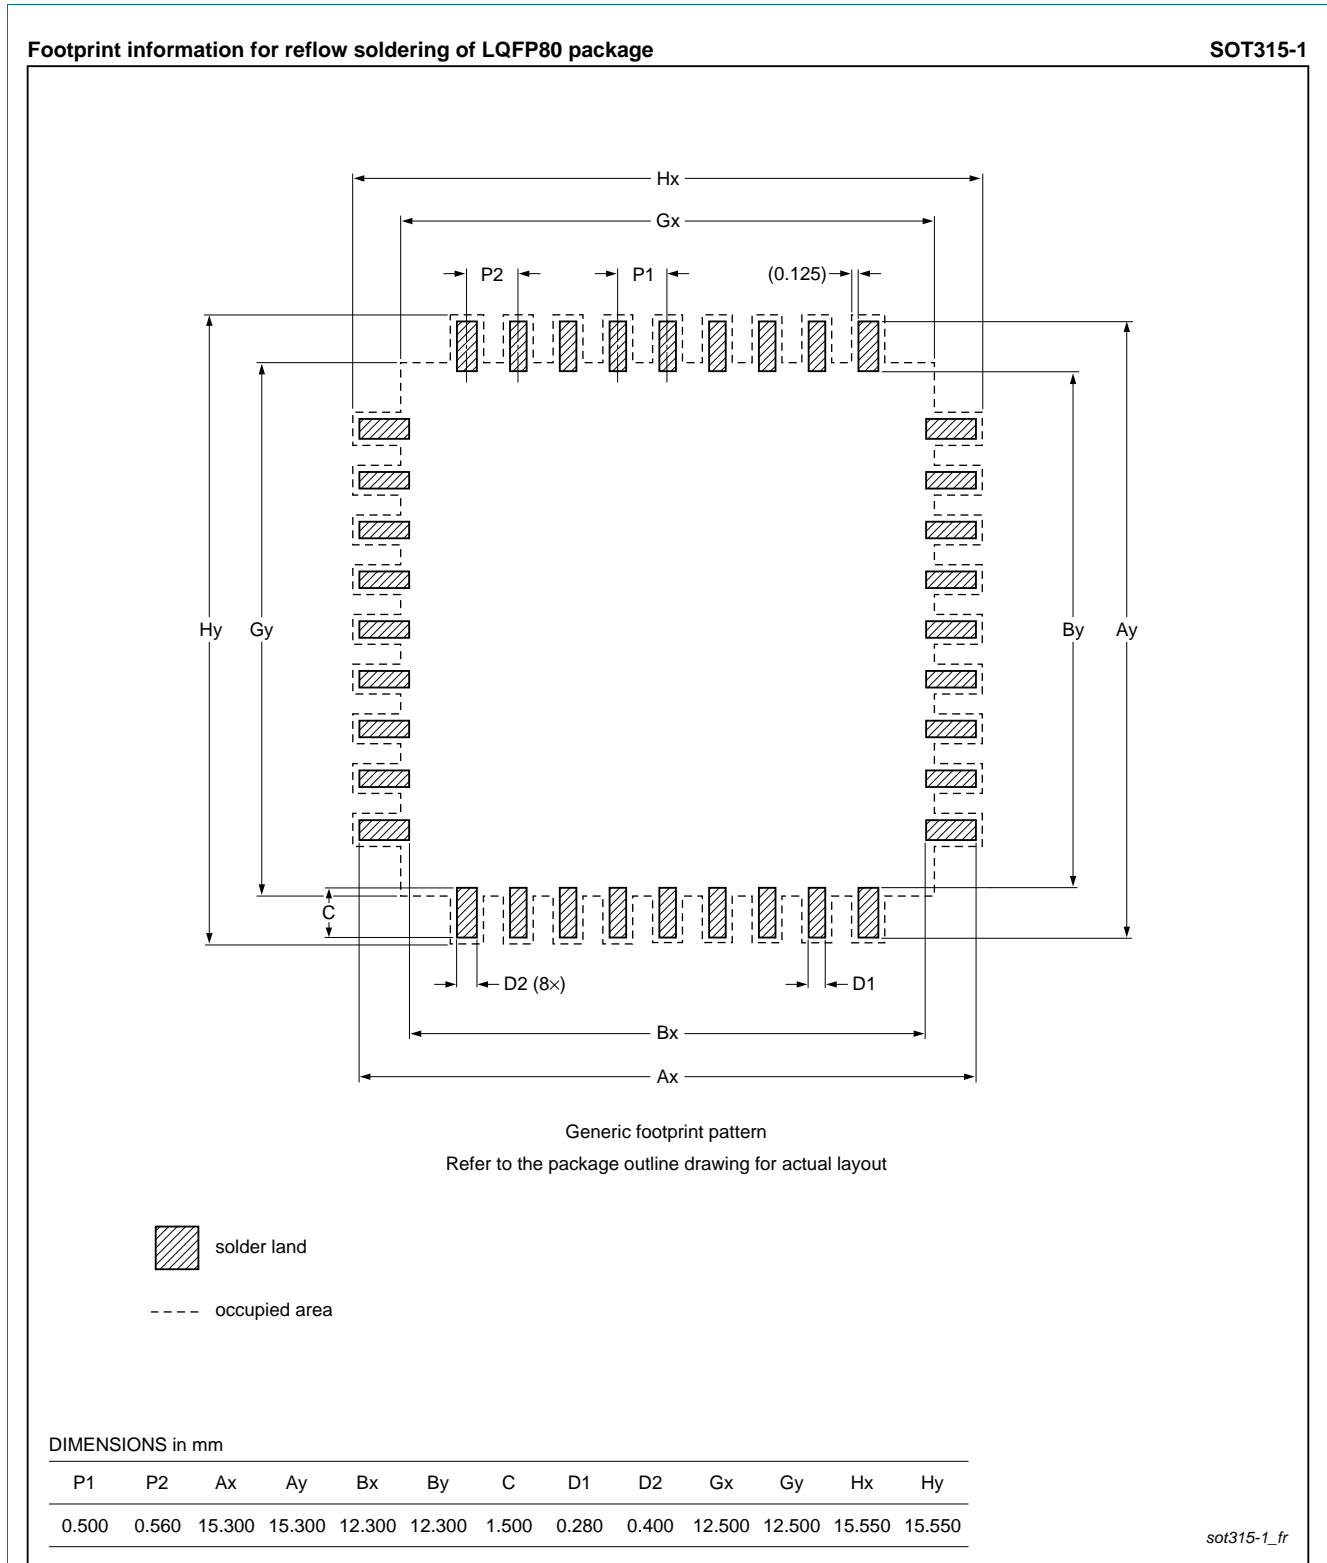 Footprint information for reflow soldering of LQFP80 package SOT315-1
Hx
Gx
P2 P1 (0.125)
Hy Gy By Ay
C
D2 (8×) D1
Bx
Ax
Generic footprint pattern
Refer to the package outline drawing for actual layout
solder land
occupied area
DIMENSIONS in mm
P1 P2 Ax Ay Bx By C D1 D2 Gx Gy Hx Hy
0.500 0.560 15.300 15.300 12.300 12.300 1.500 0.280 0.400 12.500 12.500 15.550 15.550
sot315-1_fr